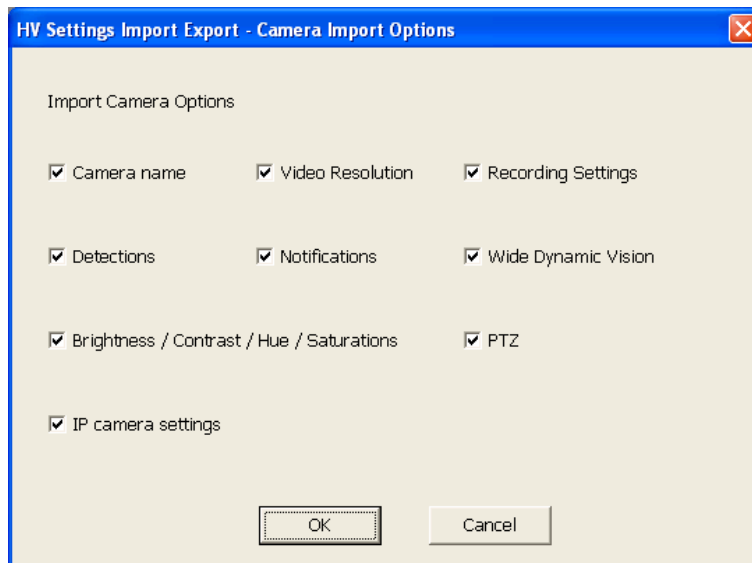 HV Settings Import Export - Camera Import Options
Import Camera Options
Camera name Video Resolution Recording Settings
Detections Notifications Wide Dynamic Vision
Brightness / Contrast / Hue / Saturations PTZ
IP camera settings
OK Cancel